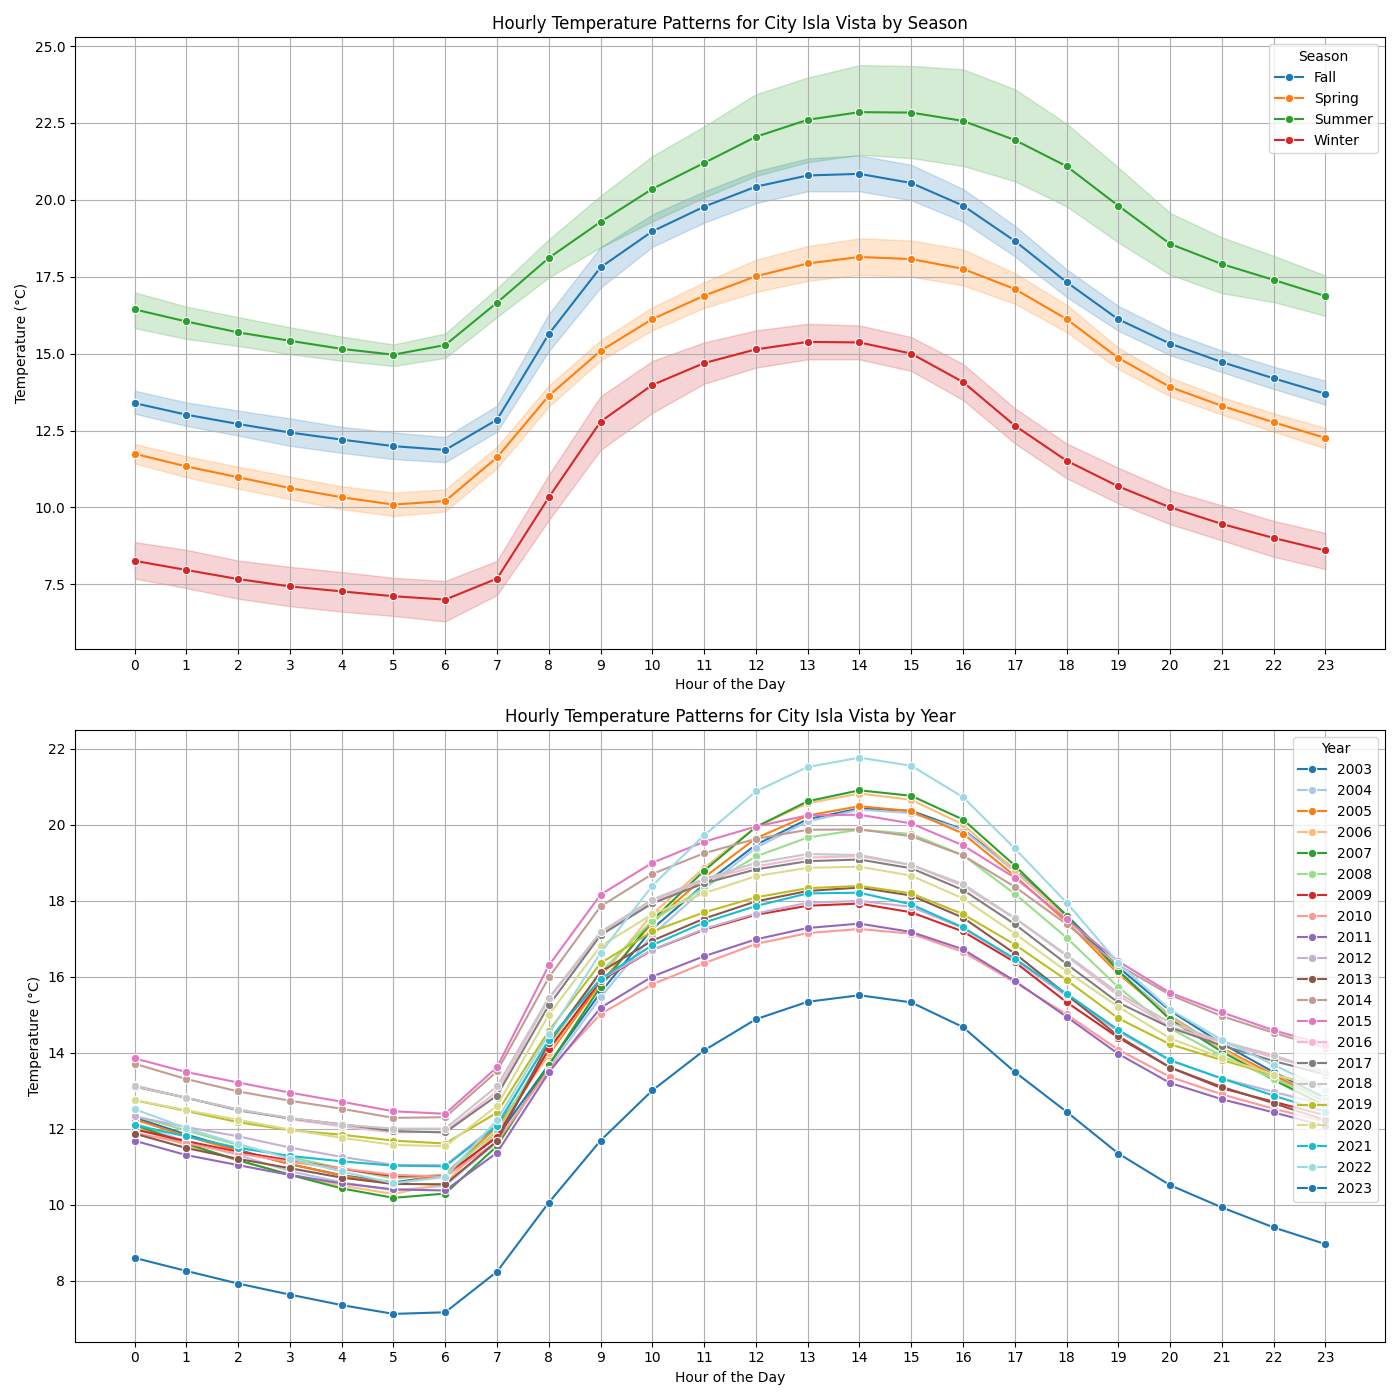 Hourly Temperature Patterns for City Isla Vista by Season
Temperature (°C)
25.0
22.5
20.0
17.5
15.0
12.5
10.0
7.5
Season
Fall
Spring
Summer
Winter
0 1 2 3 4 5 6 7 8 9 10 11 12 13 14 15 16 17 18 19 20 21 22 23
Hour of the Day
Hourly Temperature Patterns for City Isla Vista by Year
Temperature (°C)
22
20
18
16
14
12
10
8
Year
2003
2004
2005
2006
2007
2008
2009
2010
2011
2012
2013
2014
2015
2016
2017
2018
2019
2020
2021
2022
2023
0 1 2 3 4 5 6 7 8 9 10 11 12 13 14 15 16 17 18 19 20 21 22 23
Hour of the Day